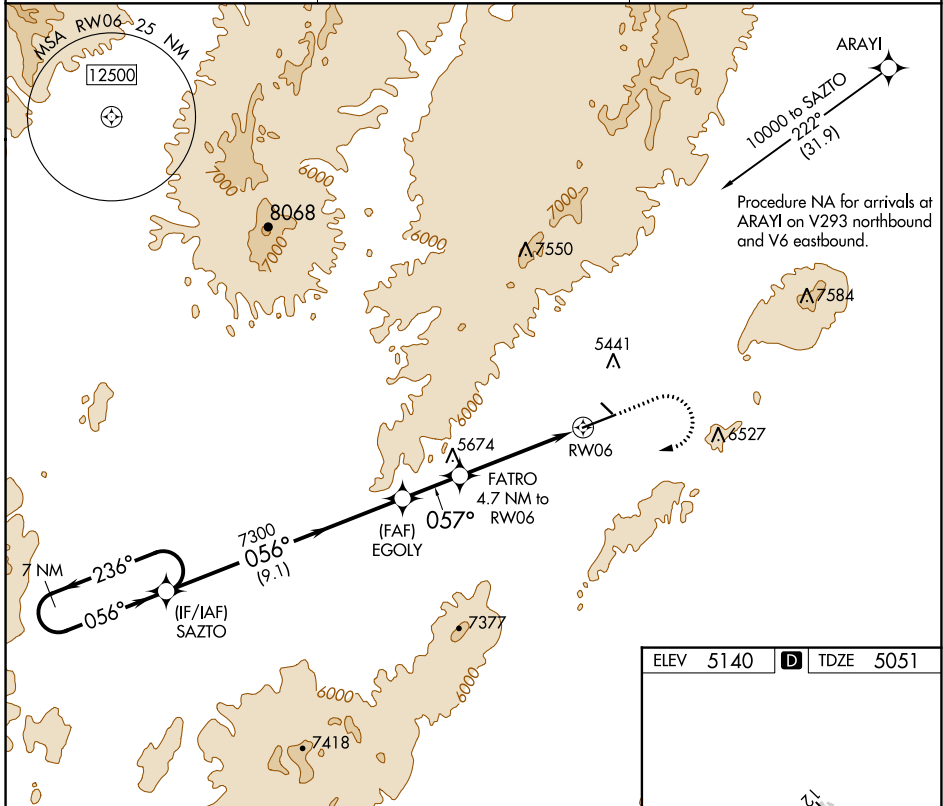 MSA RW06 25 NM
12500
ARAYI
10000 to SAZTO
222°
(31.9)
Procedure NA for arrivals at
ARAYI on V293 northbound
and V6 eastbound.
7000
6000
8068
7000
6000
7000
7550
7584
5441
6000
5674
6527
RW06
FATRO
4.7 NM to
RW06
057°
(FAF)
EGOLY
7300
056°
(9.1)
7 NM
236°
056°
(IF/IAF)
SAZTO
7377
6000
6000
7418
ELEV 5140 D TDZE 5051
12